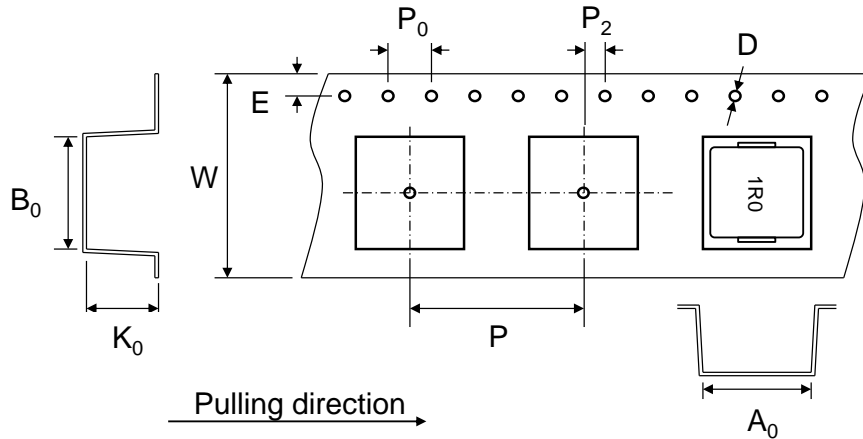 P0
P2
D
E
W
B0
1R0
K0
P
Pulling direction
A0